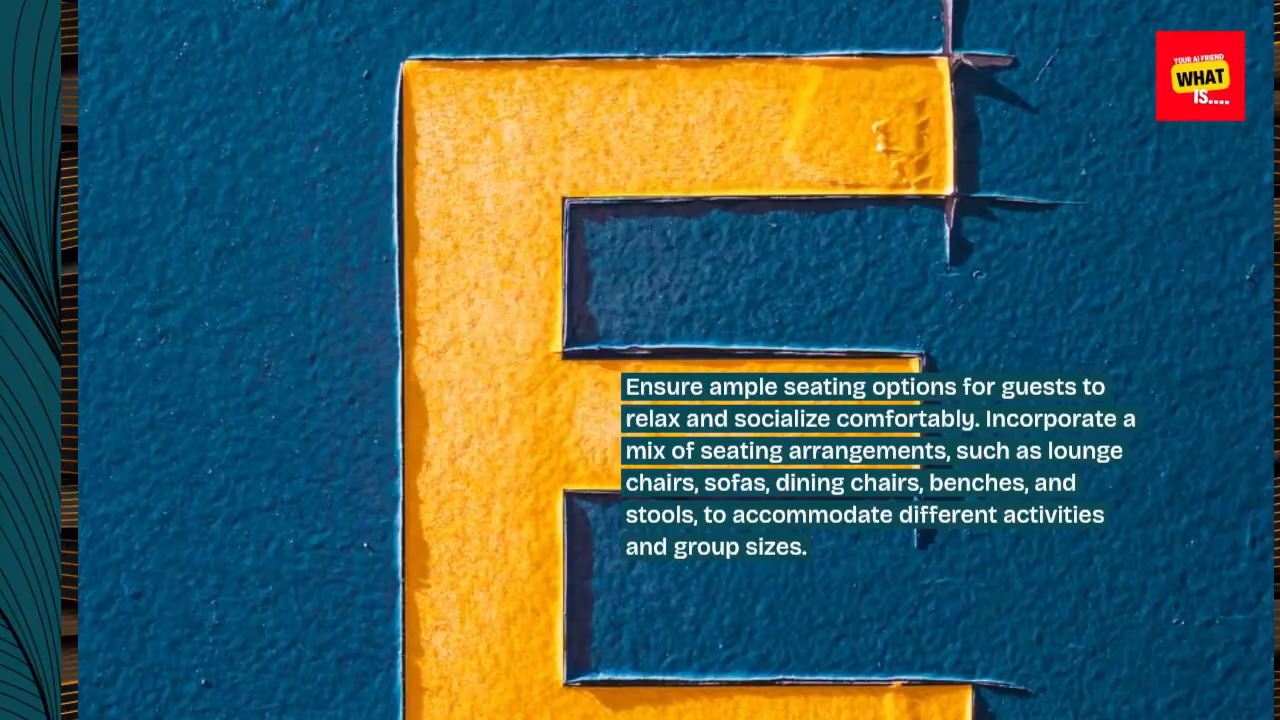 YOUR AI FRIEND
WHAT
IS....
E
Ensure ample seating options for guests to
relax and socialize comfortably. Incorporate a
mix of seating arrangements, such as lounge
chairs, sofas, dining chairs, benches, and
stools, to accommodate different activities
and group sizes.